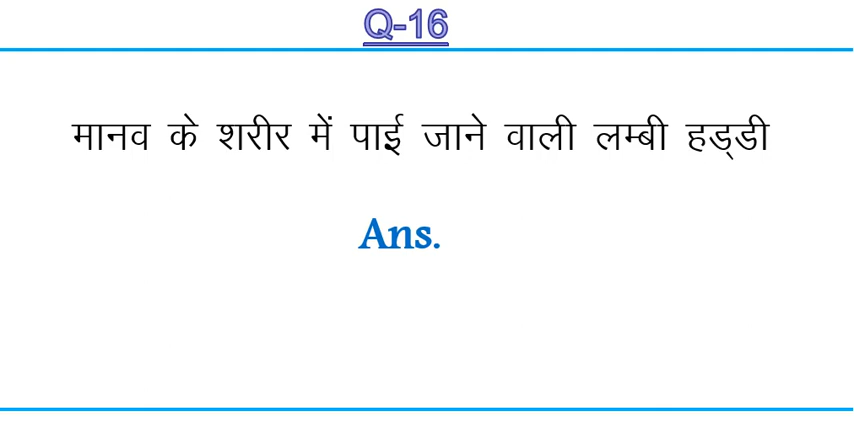 Q-16
मानव के शरीर में पाई जाने वाली लम्बी हड्डी
Ans.